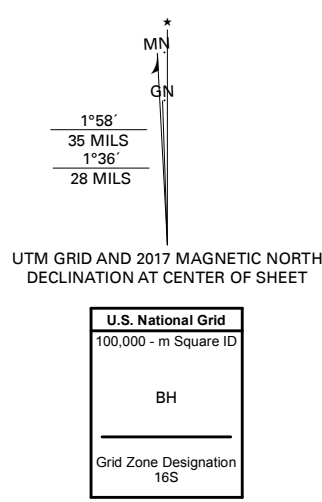 ★
MN
GN
1°58´
35 MILS
1°36´
28 MILS
UTM GRID AND 2017 MAGNETIC NORTH
DECLINATION AT CENTER OF SHEET
U.S. National Grid
100,000 - m Square ID
BH
Grid Zone Designation
16S